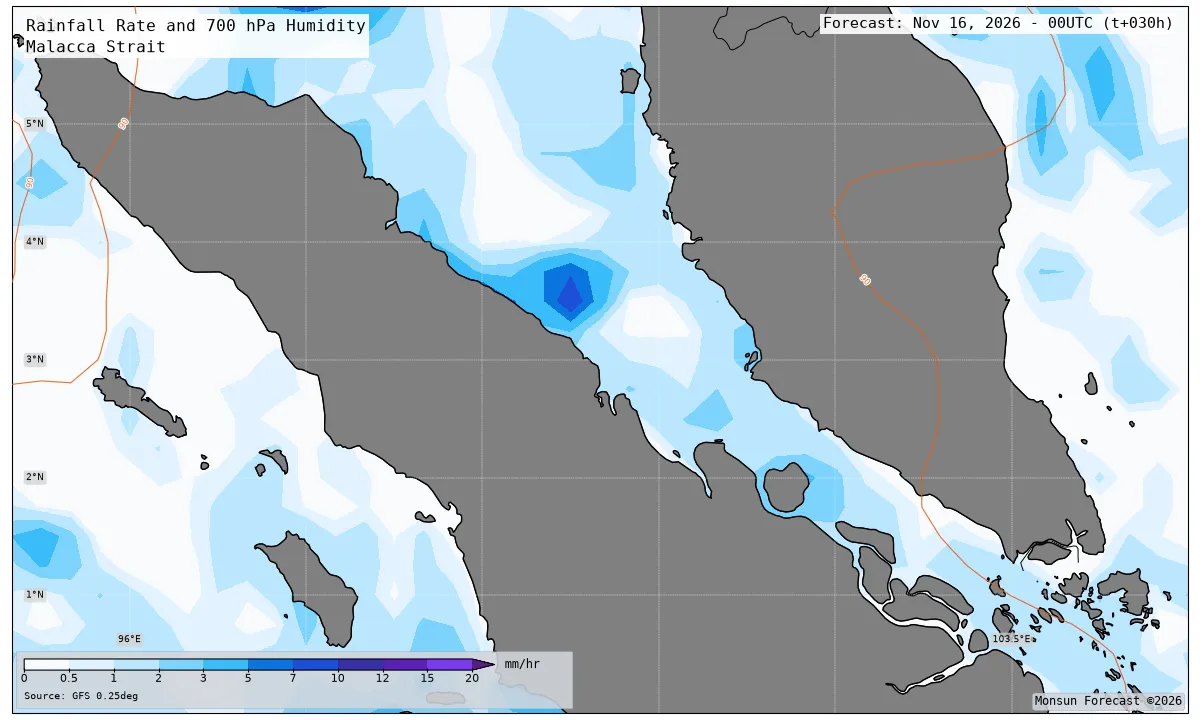 Rainfall Rate and 700 hPa Humidity
Malacca Strait
Forecast: Nov 16, 2026 - 00UTC (t+030h)
90
5°N
90
4°N
90
3°N
2°N
1°N
96°E
103.5°E
mm/hr
0 0.5 1 2 3 5 7 10 12 15 20
Source: GFS 0.25deg
Monsun Forecast ©2026